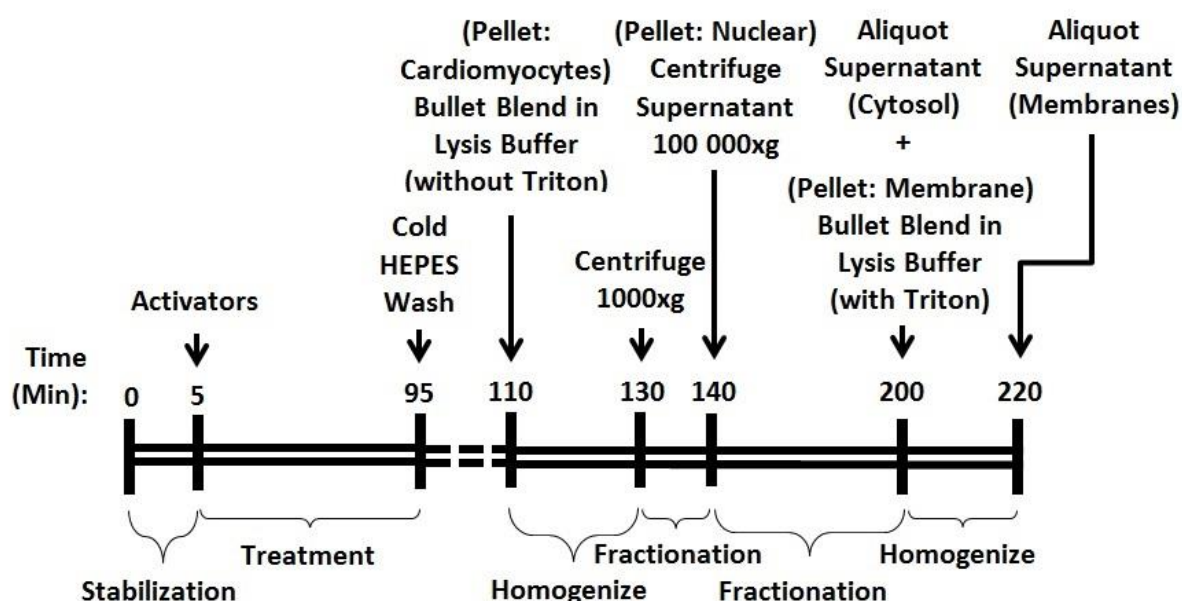 (Pellet:
Cardiomyocytes)
Bullet Blend in
Lysis Buffer
(without Triton)
(Pellet: Nuclear)
Centrifuge
Supernatant
100 000xg
Aliquot
Supernatant
(Cytosol)
+
(Pellet: Membrane)
Bullet Blend in
Lysis Buffer
(with Triton)
Aliquot
Supernatant
(Membranes)
Cold
HEPES
Wash
Centrifuge
1000xg
Activators
Time
(Min):
0 5 95 110 130 140 200 220
Treatment
Fractionation
Homogenize
Stabilization
Homogenize
Fractionation